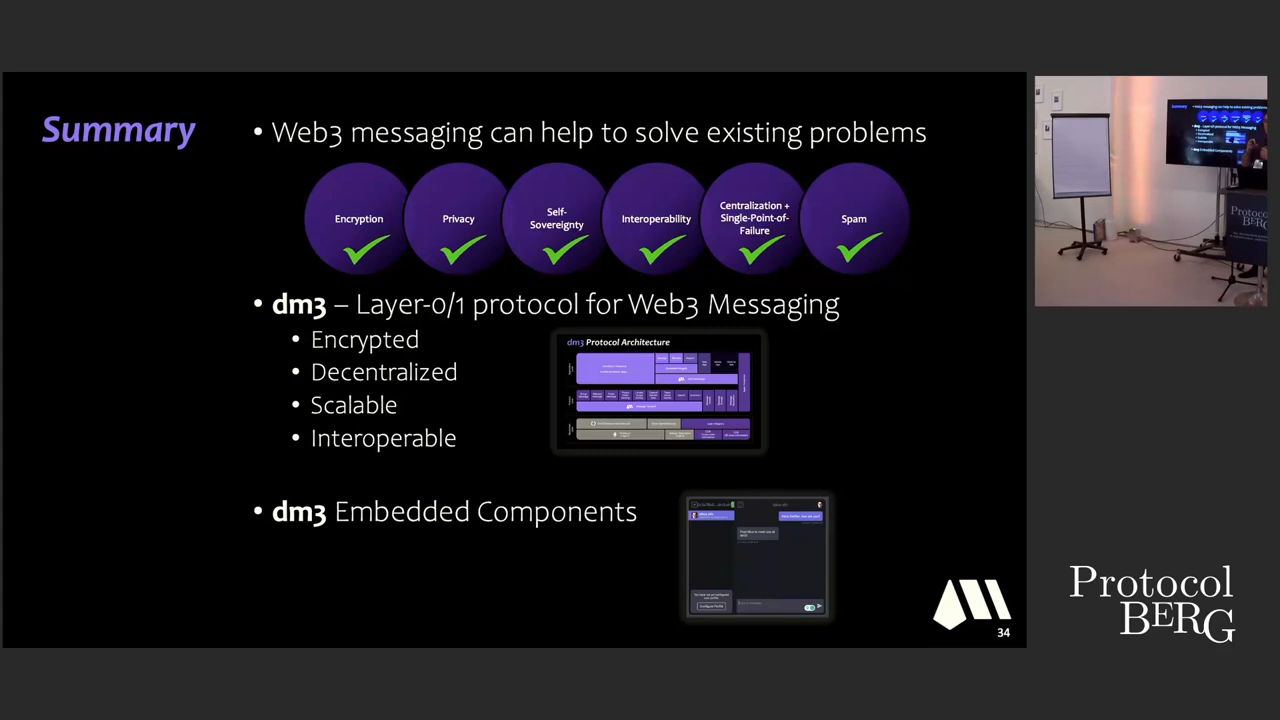 Summary
• Web3 messaging can help to solve existing problems
Encryption
Privacy
Self-
Sovereignty
Interoperability
Centralization +
Single-Point-of-
Failure
Spam
• dm3 – Layer-0/1 protocol for Web3 Messaging
• Encrypted
• Decentralized
• Scalable
• Interoperable
dm3 Protocol Architecture
• dm3 Embedded Components
Configure Profile
34
Protocol
BERG